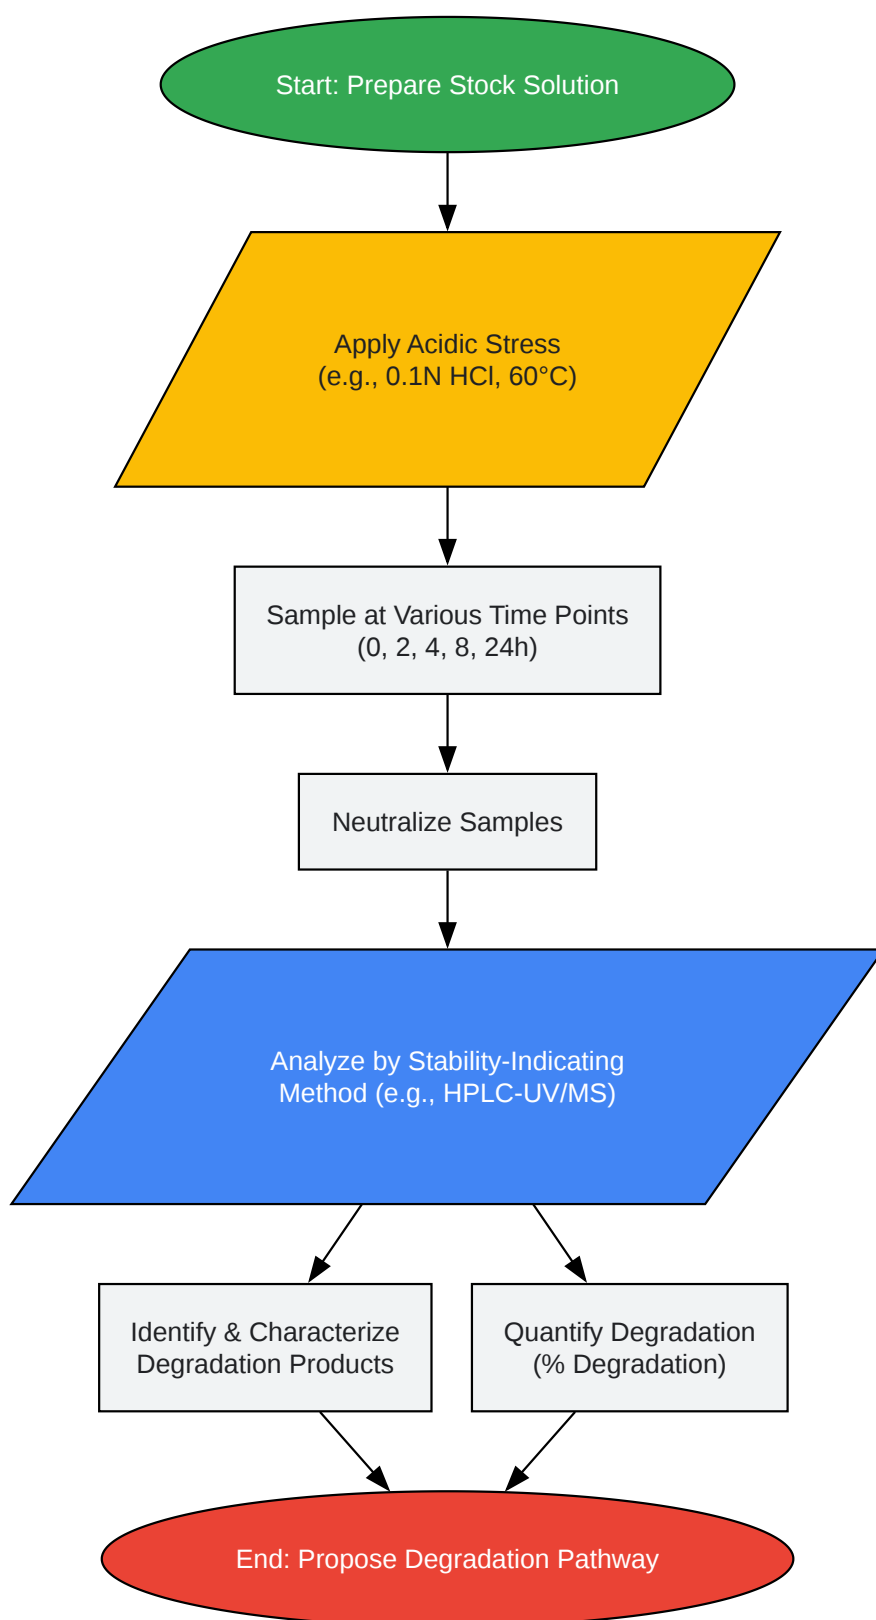 Start: Prepare Stock Solution
Apply Acidic Stress
(e.g., 0.1N HCl, 60°C)
Sample at Various Time Points
(0, 2, 4, 8, 24h)
Neutralize Samples
Analyze by Stability-Indicating
Method (e.g., HPLC-UV/MS)
Identify & Characterize
Degradation Products
Quantify Degradation
(% Degradation)
End: Propose Degradation Pathway